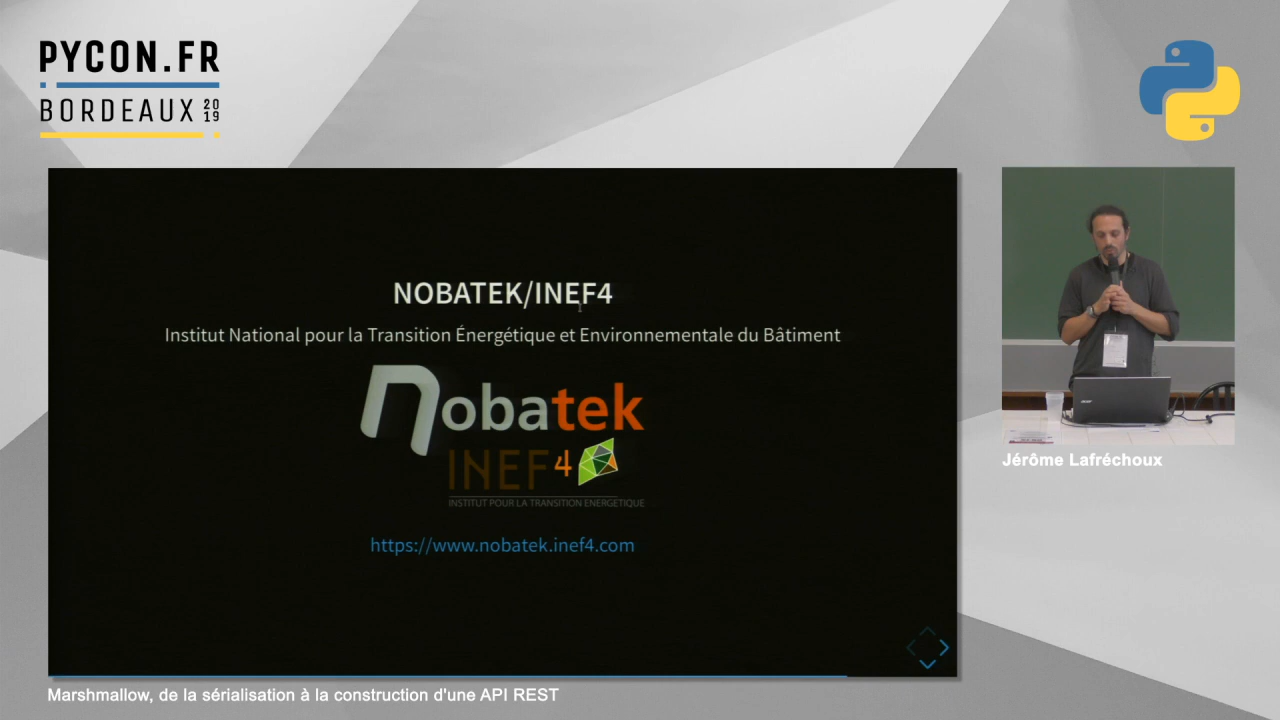 PYCON.FR
BORDEAUX 2019
NOBATEK/INEF4
Institut National pour la Transition Énergétique et Environnementale du Bâtiment
nobatek
INEF4
INSTITUT POUR LA TRANSITION ENERGETIQUE
https://www.nobatek.inef4.com
Jérôme Lafréchoux
Marshmallow, de la sérialisation à la construction d'une API REST